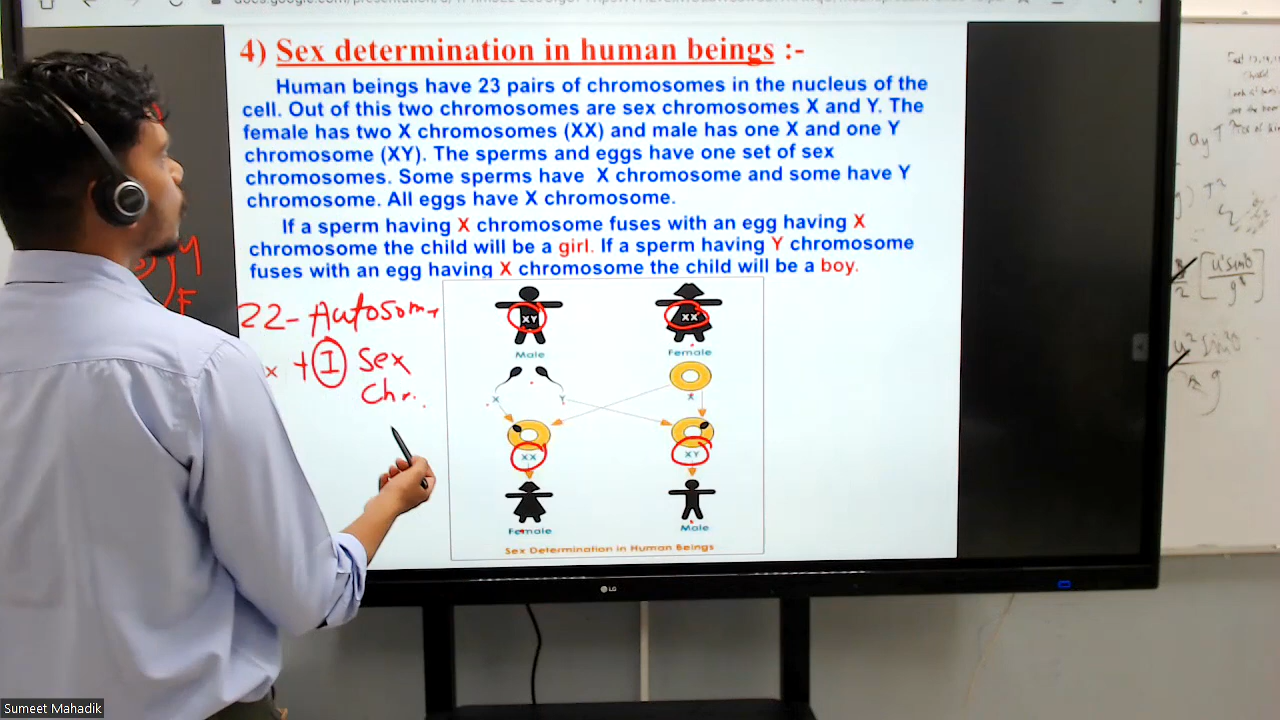 4) Sex determination in human beings :-
Human beings have 23 pairs of chromosomes in the nucleus of the
cell. Out of this two chromosomes are sex chromosomes X and Y. The
female has two X chromosomes (XX) and male has one X and one Y
chromosome (XY). The sperms and eggs have one set of sex
chromosomes. Some sperms have X chromosome and some have Y
chromosome. All eggs have X chromosome.
If a sperm having X chromosome fuses with an egg having X
chromosome the child will be a girl. If a sperm having Y chromosome
fuses with an egg having X chromosome the child will be a boy.
22- Autosom
+ 1 Sex
Chr.
M
F
XY
XX
Male
Female
X
Y
X
XX
XY
Female
Male
Sex Determination in Human Beings
LG
Sumeet Mahadik